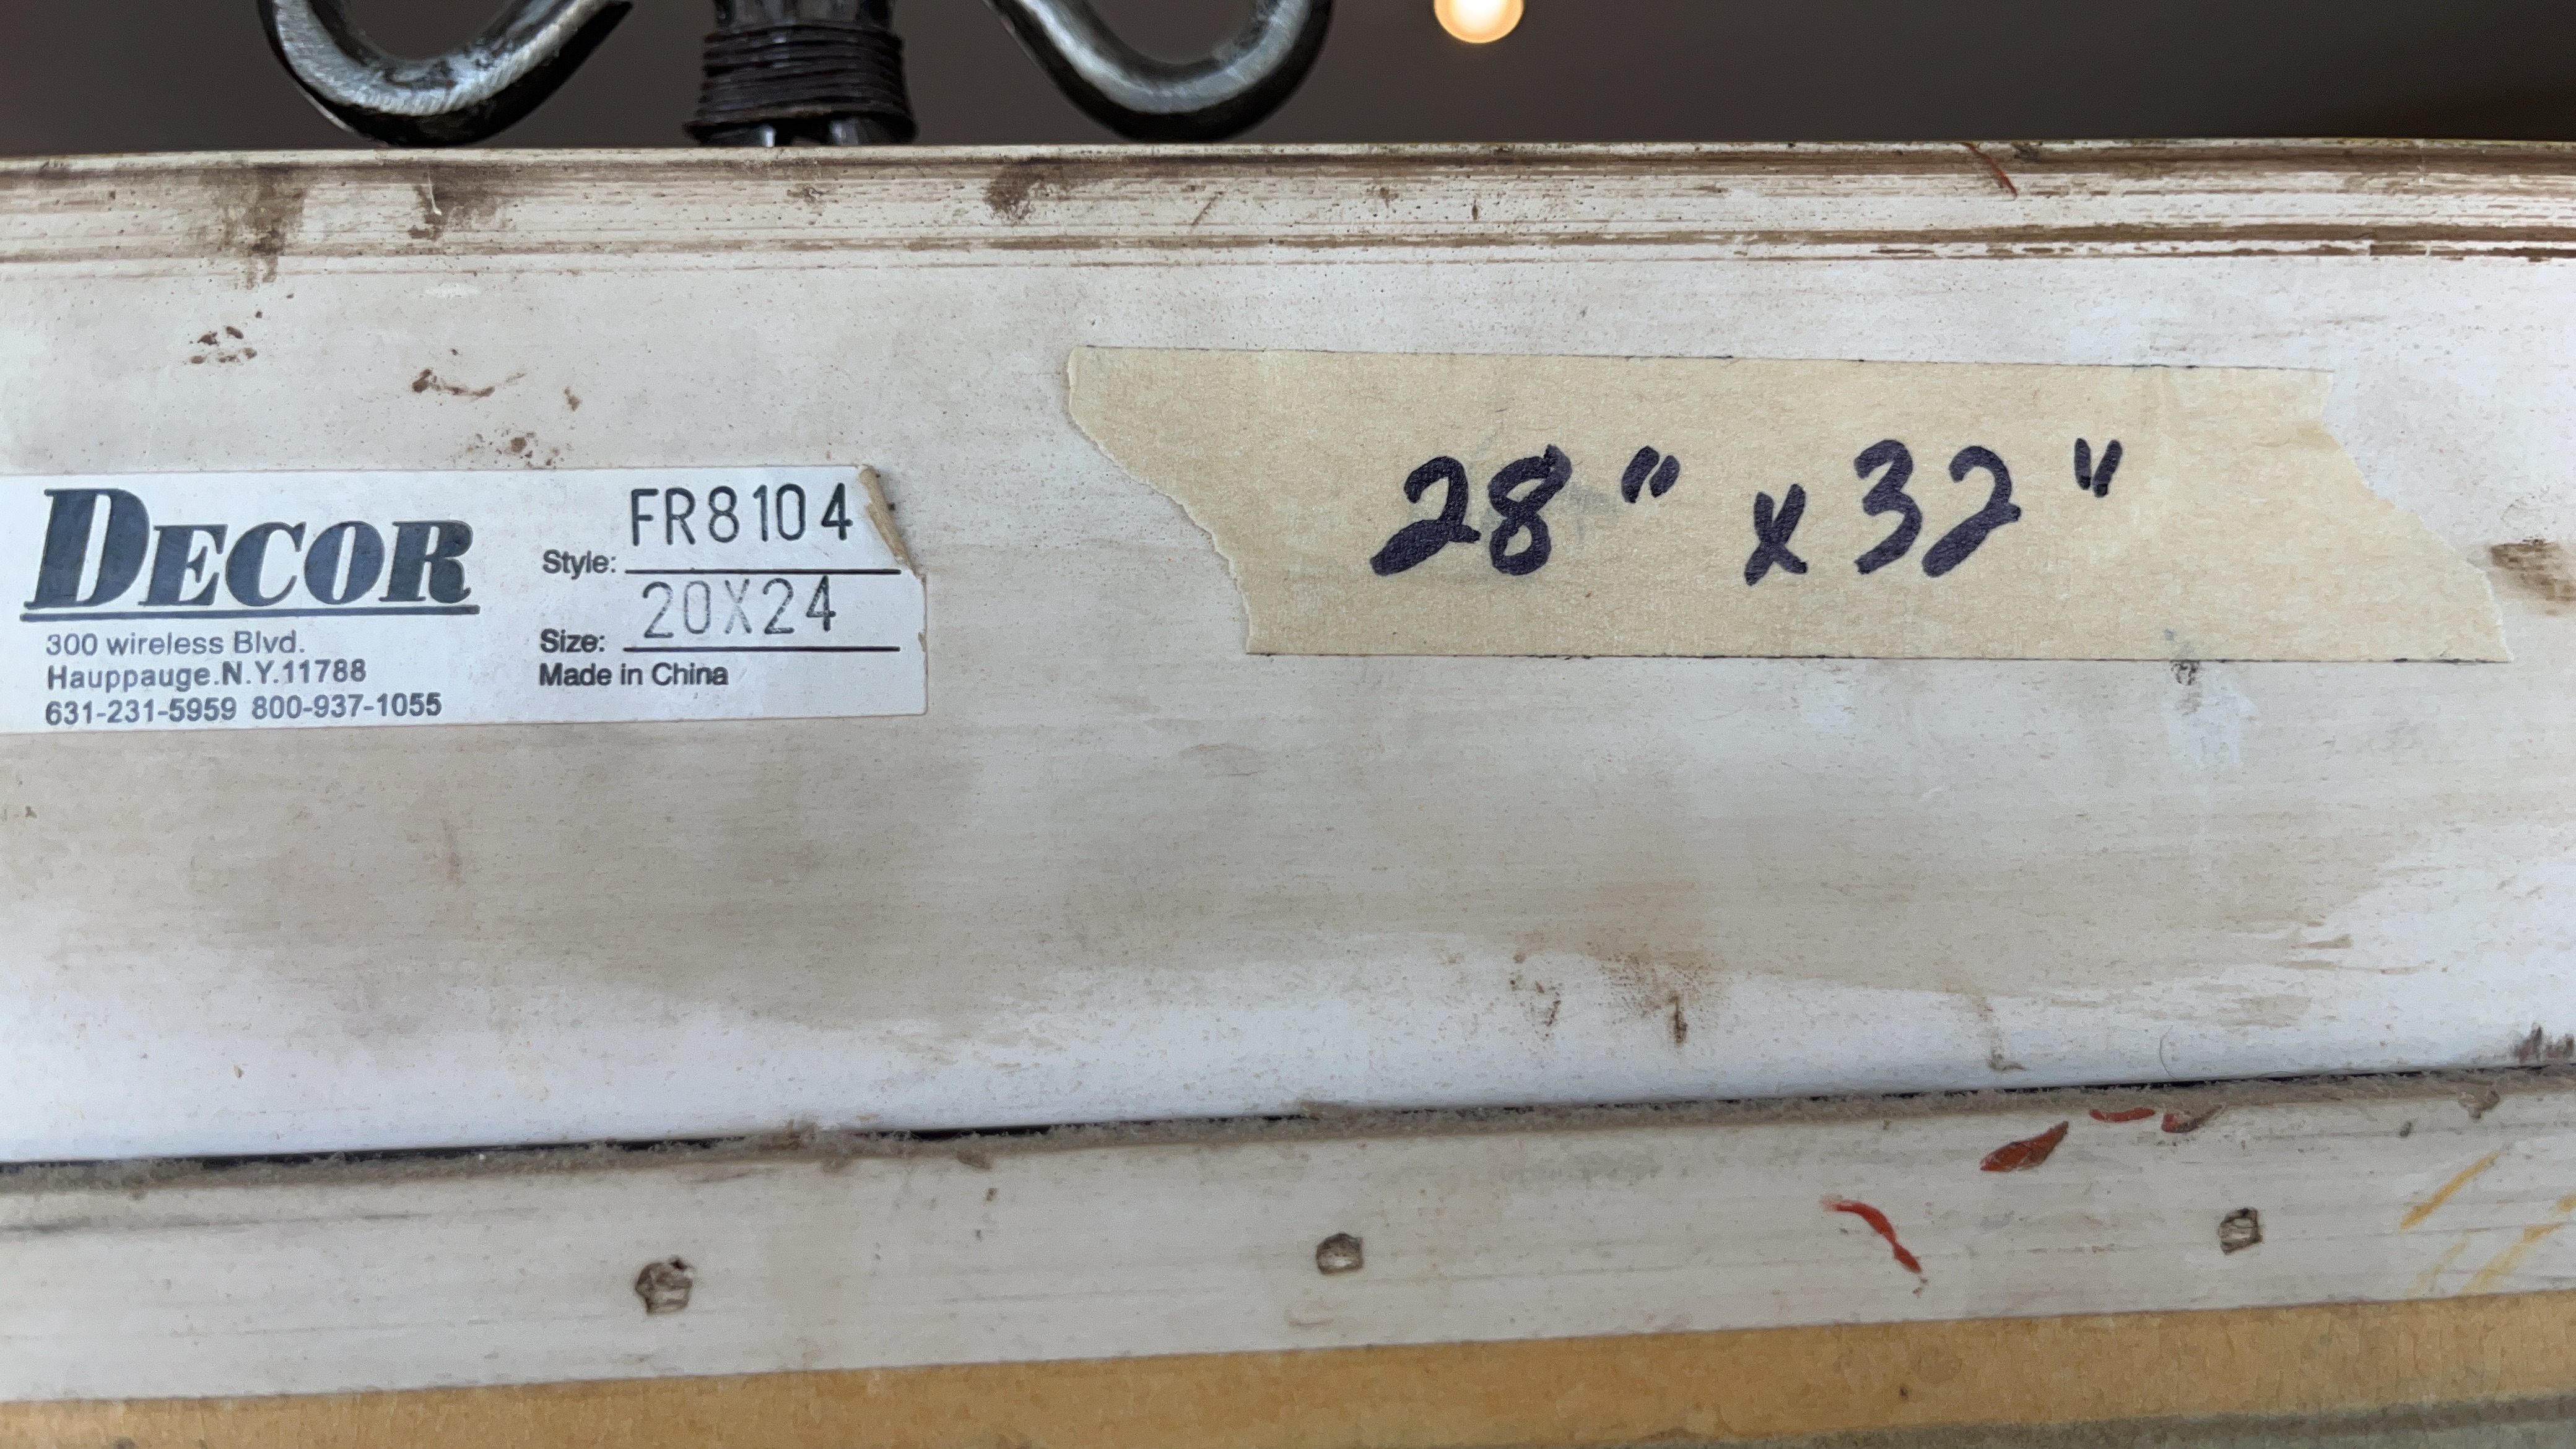 DECOR
300 wireless Blvd.
Hauppauge.N.Y.11788
631-231-5959 800-937-1055
Style: FR8104
Size: 20X24
Made in China
28" x 32"